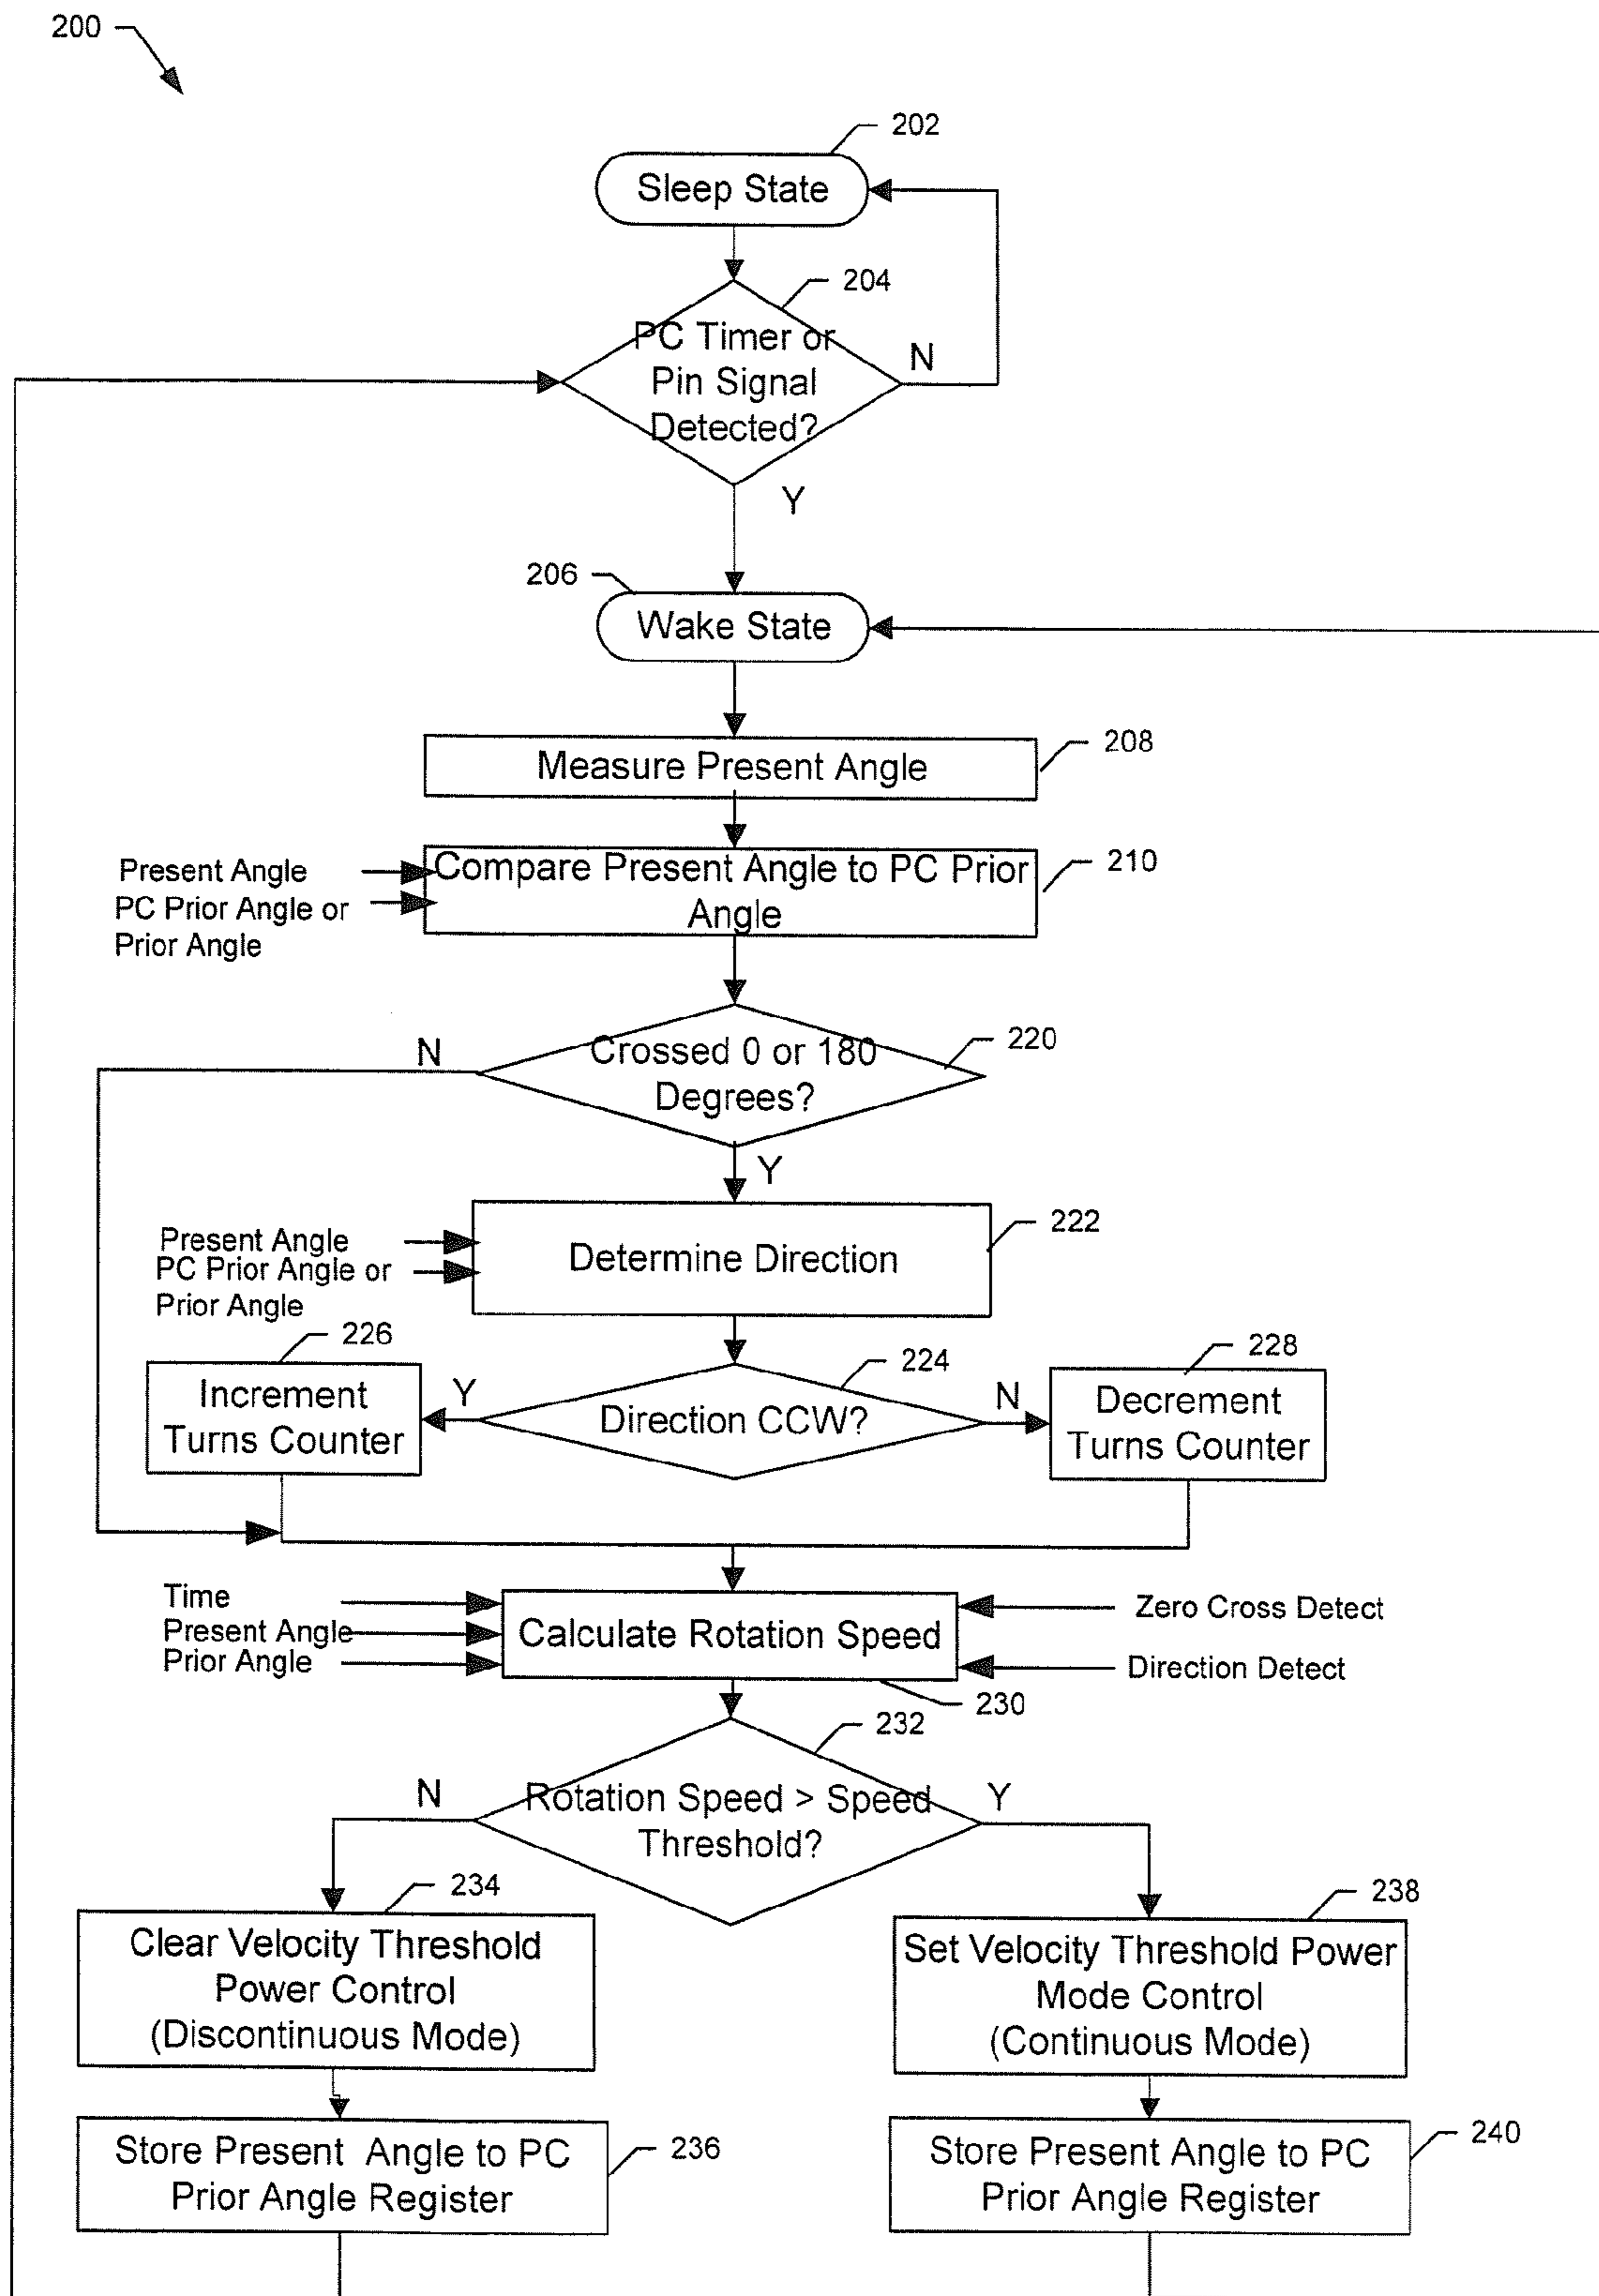 200
202
Sleep State
204
PC Timer or
Pin Signal
Detected?
N
Y
206
Wake State
208
Measure Present Angle
Present Angle
PC Prior Angle or
Prior Angle
Compare Present Angle to PC Prior
Angle
210
N
Crossed 0 or 180
Degrees?
220
Y
Present Angle
PC Prior Angle or
Prior Angle
Determine Direction
222
226
Increment
Turns Counter
Y
Direction CCW?
224
N
228
Decrement
Turns Counter
Time
Present Angle
Prior Angle
Calculate Rotation Speed
Zero Cross Detect
Direction Detect
230
232
N
Rotation Speed > Speed
Threshold?
Y
234
Clear Velocity Threshold
Power Control
(Discontinuous Mode)
238
Set Velocity Threshold Power
Mode Control
(Continuous Mode)
Store Present Angle to PC
Prior Angle Register
236
Store Present Angle to PC
Prior Angle Register
240